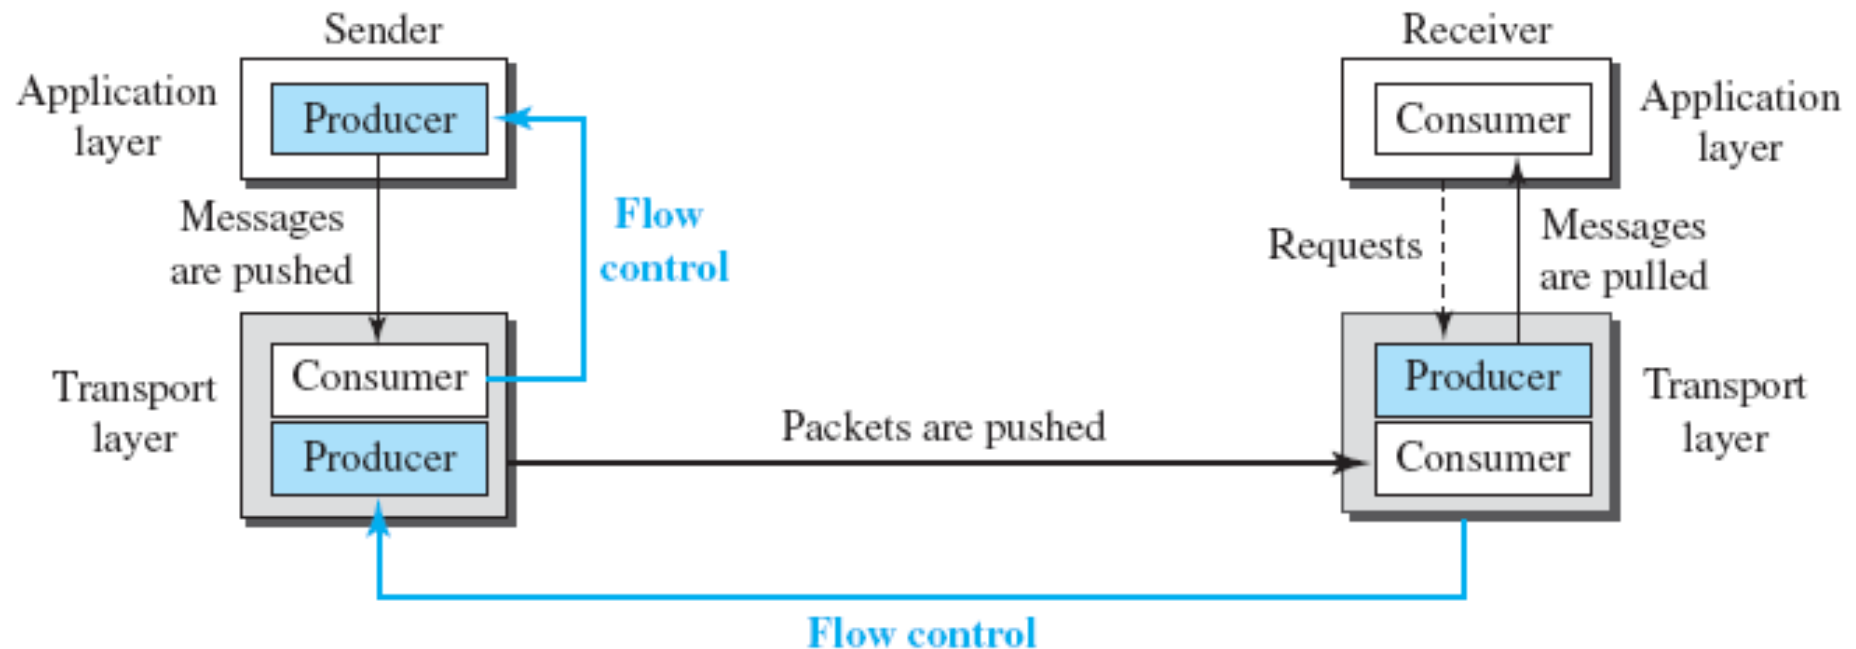 Sender
Receiver
Application
layer
Producer
Consumer
Application
layer
Messages
are pushed
Flow
control
Requests
Messages
are pulled
Transport
layer
Consumer
Producer
Packets are pushed
Producer
Consumer
Transport
layer
Flow control